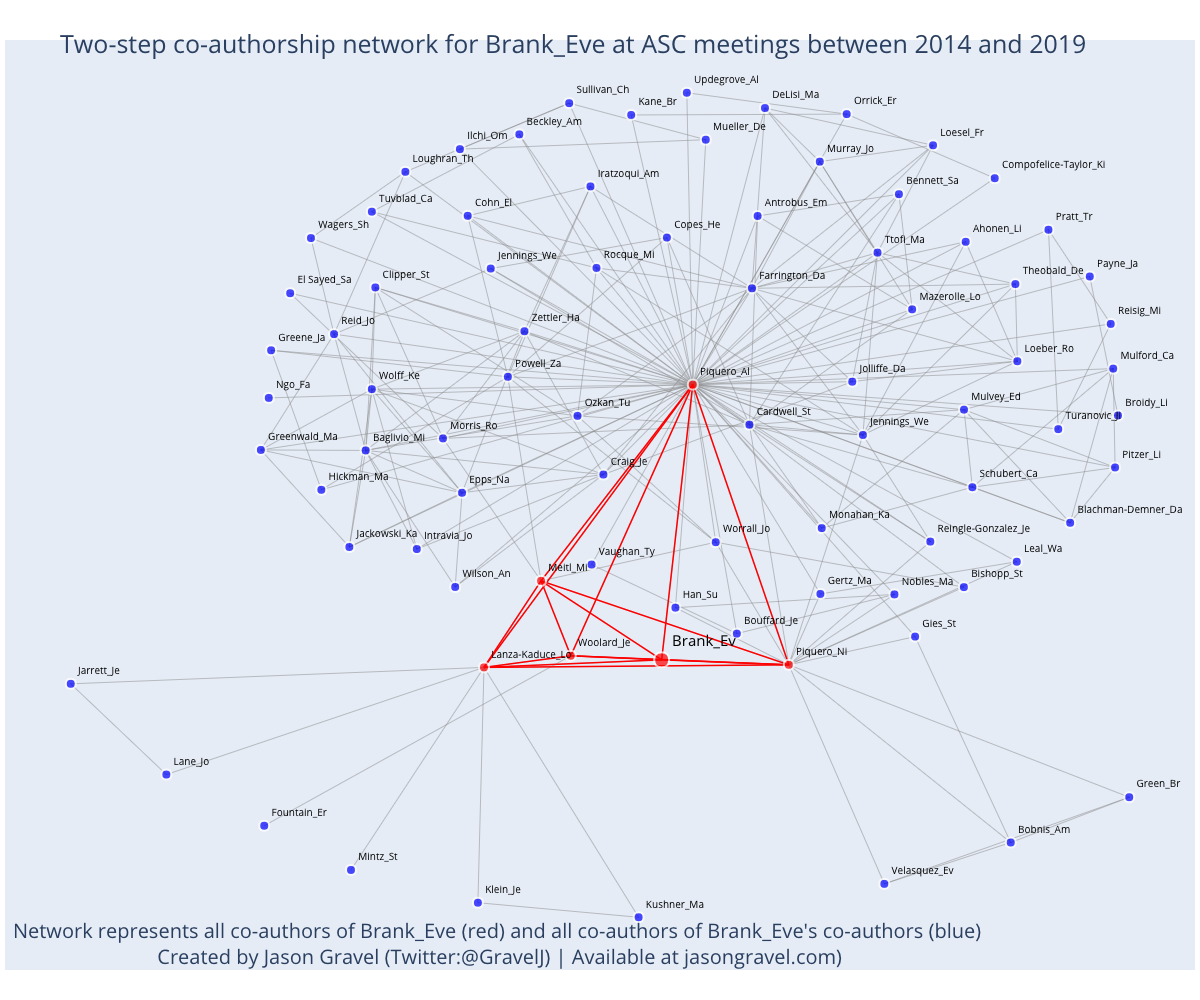 Two-step co-authorship network for Brank_Eve at ASC meetings between 2014 and 2019
Updegrove_Al
Sullvan_Ch
Kane_Br
DeLisi_Ma
Orrick_Er
Beckley_Am
Mueller_De
Ilchi_Om
Loesel_Fr
Murray_Jo
Loughran_Th
Compofelice-Taylor_Ki
Iratzoqui_Am
Bennett_Sa
Tuvblad_Ca
Cohn_El
Antrobus_Em
Wagers_Sh
Copes_He
Pratt_Tr
Ahonen_Li
Ttofi_Ma
Jennings_We
Rocque_Mi
Payne_Ja
El Sayed_Sa
Clipper_St
Farrington_Da
Theobald_De
Mazerolle_Lo
Reisig_Mi
Reid_Jo
Zettler_Ha
Greene_Ja
Loeber_Ro
Mulford_Ca
Powell_Za
Wolff_Ke
Piquero_Al
Jolliffe_Da
Ngo_Fa
Ozkan_Tu
Mulvey_Ed
Broidy_Li
Cardwell_St
Turanovic_J
Morris_Ro
Jennings_We
Greenwald_Ma
Baglivio_Mi
Pitzer_Li
Craig_Je
Hickman_Ma
Epps_Na
Schubert_Ca
Blachman-Demner_Da
Monahan_Ka
Jackowski_Ka
Intravia_Jo
Worrall_Jo
Reingle-Gonzalez_Je
Vaughan_Ty
Leal_Wa
Wilson_An
Meitl_Mi
Gertz_Ma
Nobles_Ma
Bishopp_St
Han_Su
Bouffard_Je
Gies_St
Woolard_Je
Brank_Ev
Lanza-Kaduce_Lo
Piquero_Ni
Jarrett_Je
Lane_Jo
Green_Br
Fountain_Er
Bobnis_Am
Mintz_St
Velasquez_Ev
Klein_Je
Kushner_Ma
Network represents all co-authors of Brank_Eve (red) and all co-authors of Brank_Eve's co-authors (blue)
Created by Jason Gravel (Twitter:@GravelJ) | Available at jasongravel.com)